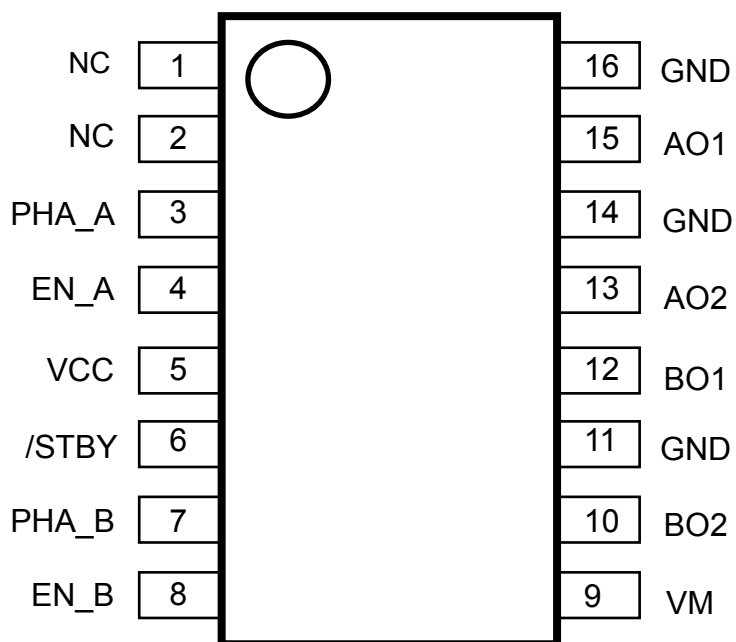 NC 1 16 GND
NC 2 15 AO1
PHA_A 3 14 GND
EN_A 4 13 AO2
VCC 5 12 BO1
/STBY 6 11 GND
PHA_B 7 10 BO2
EN_B 8 9 VM